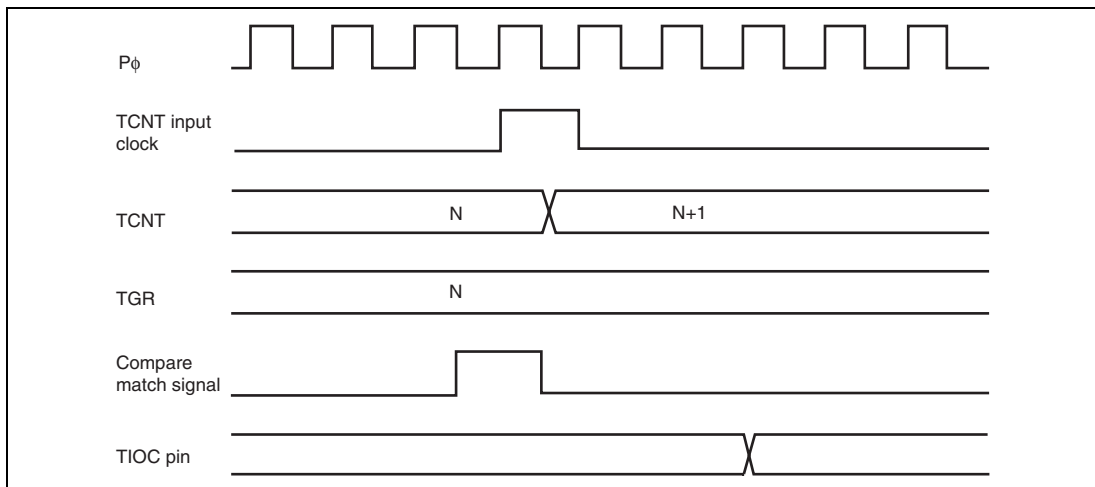 Pϕ
TCNT input
clock
TCNT
N
N+1
TGR
N
Compare
match signal
TIOC pin